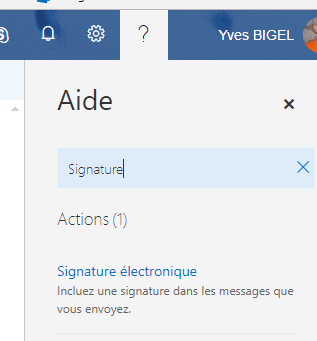 Yves BIGEL
Aide
Signature
Actions (1)
Signature électronique
Incluez une signature dans les messages que
vous envoyez.